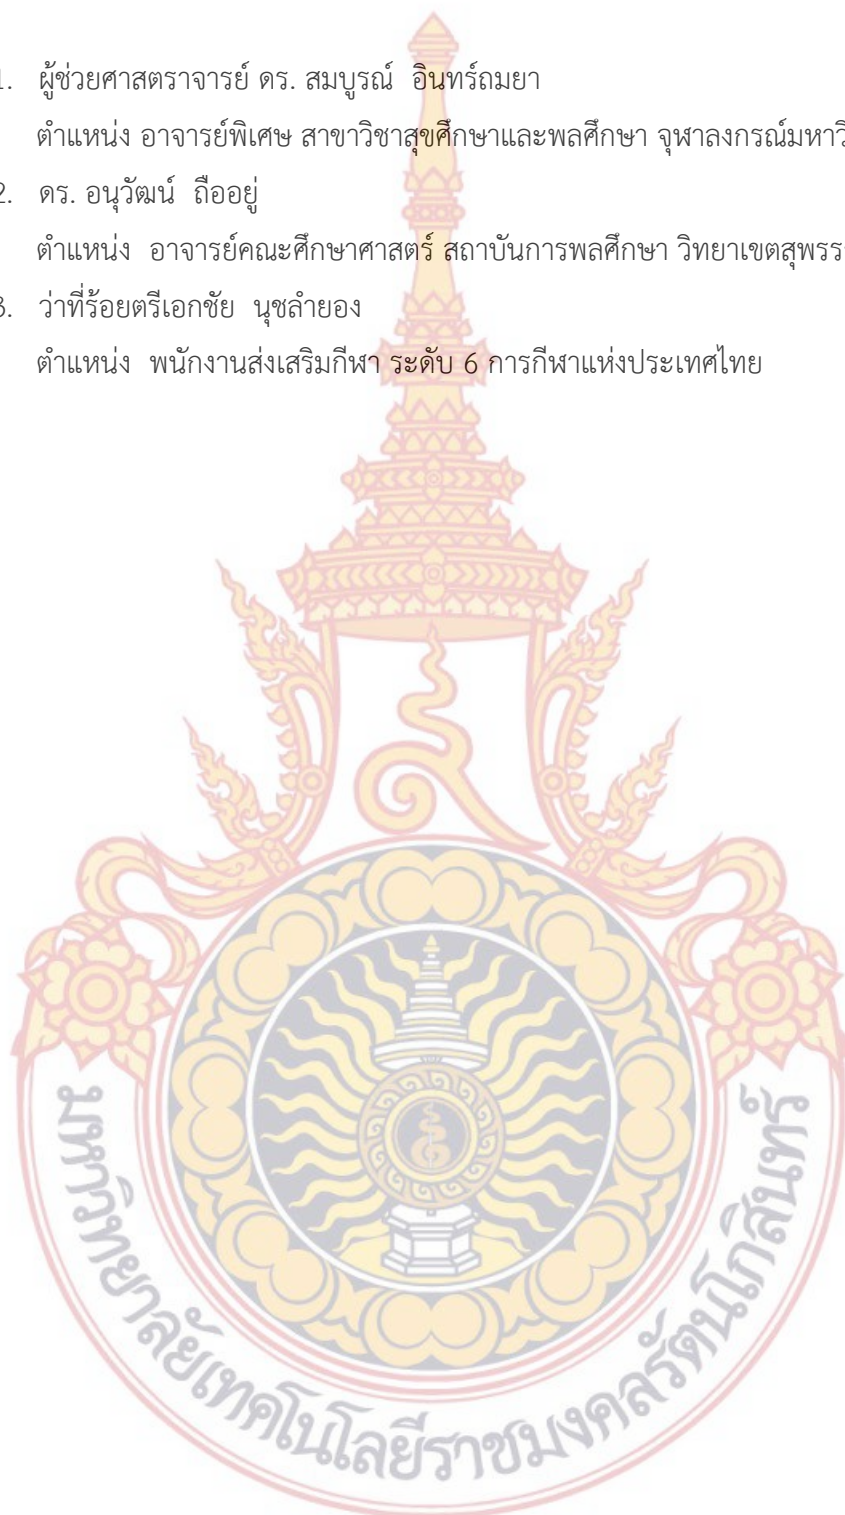 1. ผู้ช่วยศาสตราจารย์ ดร. สมบูรณ์ อินทร์ถมยา
ตำแหน่ง อาจารย์พิเศษ สาขาวิชาสุขศึกษาและพลศึกษา จุฬาลงกรณ์มหาวิ
2. ดร. อนุวัฒน์ ถืออยู่
ตำแหน่ง อาจารย์คณะศึกษาศาสตร์ สถาบันการพลศึกษา วิทยาเขตสุพรร
3. ว่าที่ร้อยตรีเอกชัย นุชลำยอง
ตำแหน่ง พนักงานส่งเสริมกีฬา ระดับ 6 การกีฬาแห่งประเทศไทย
มหาวิทยาลัยเทคโนโลยีราชมงคลรัตนโกสินทร์